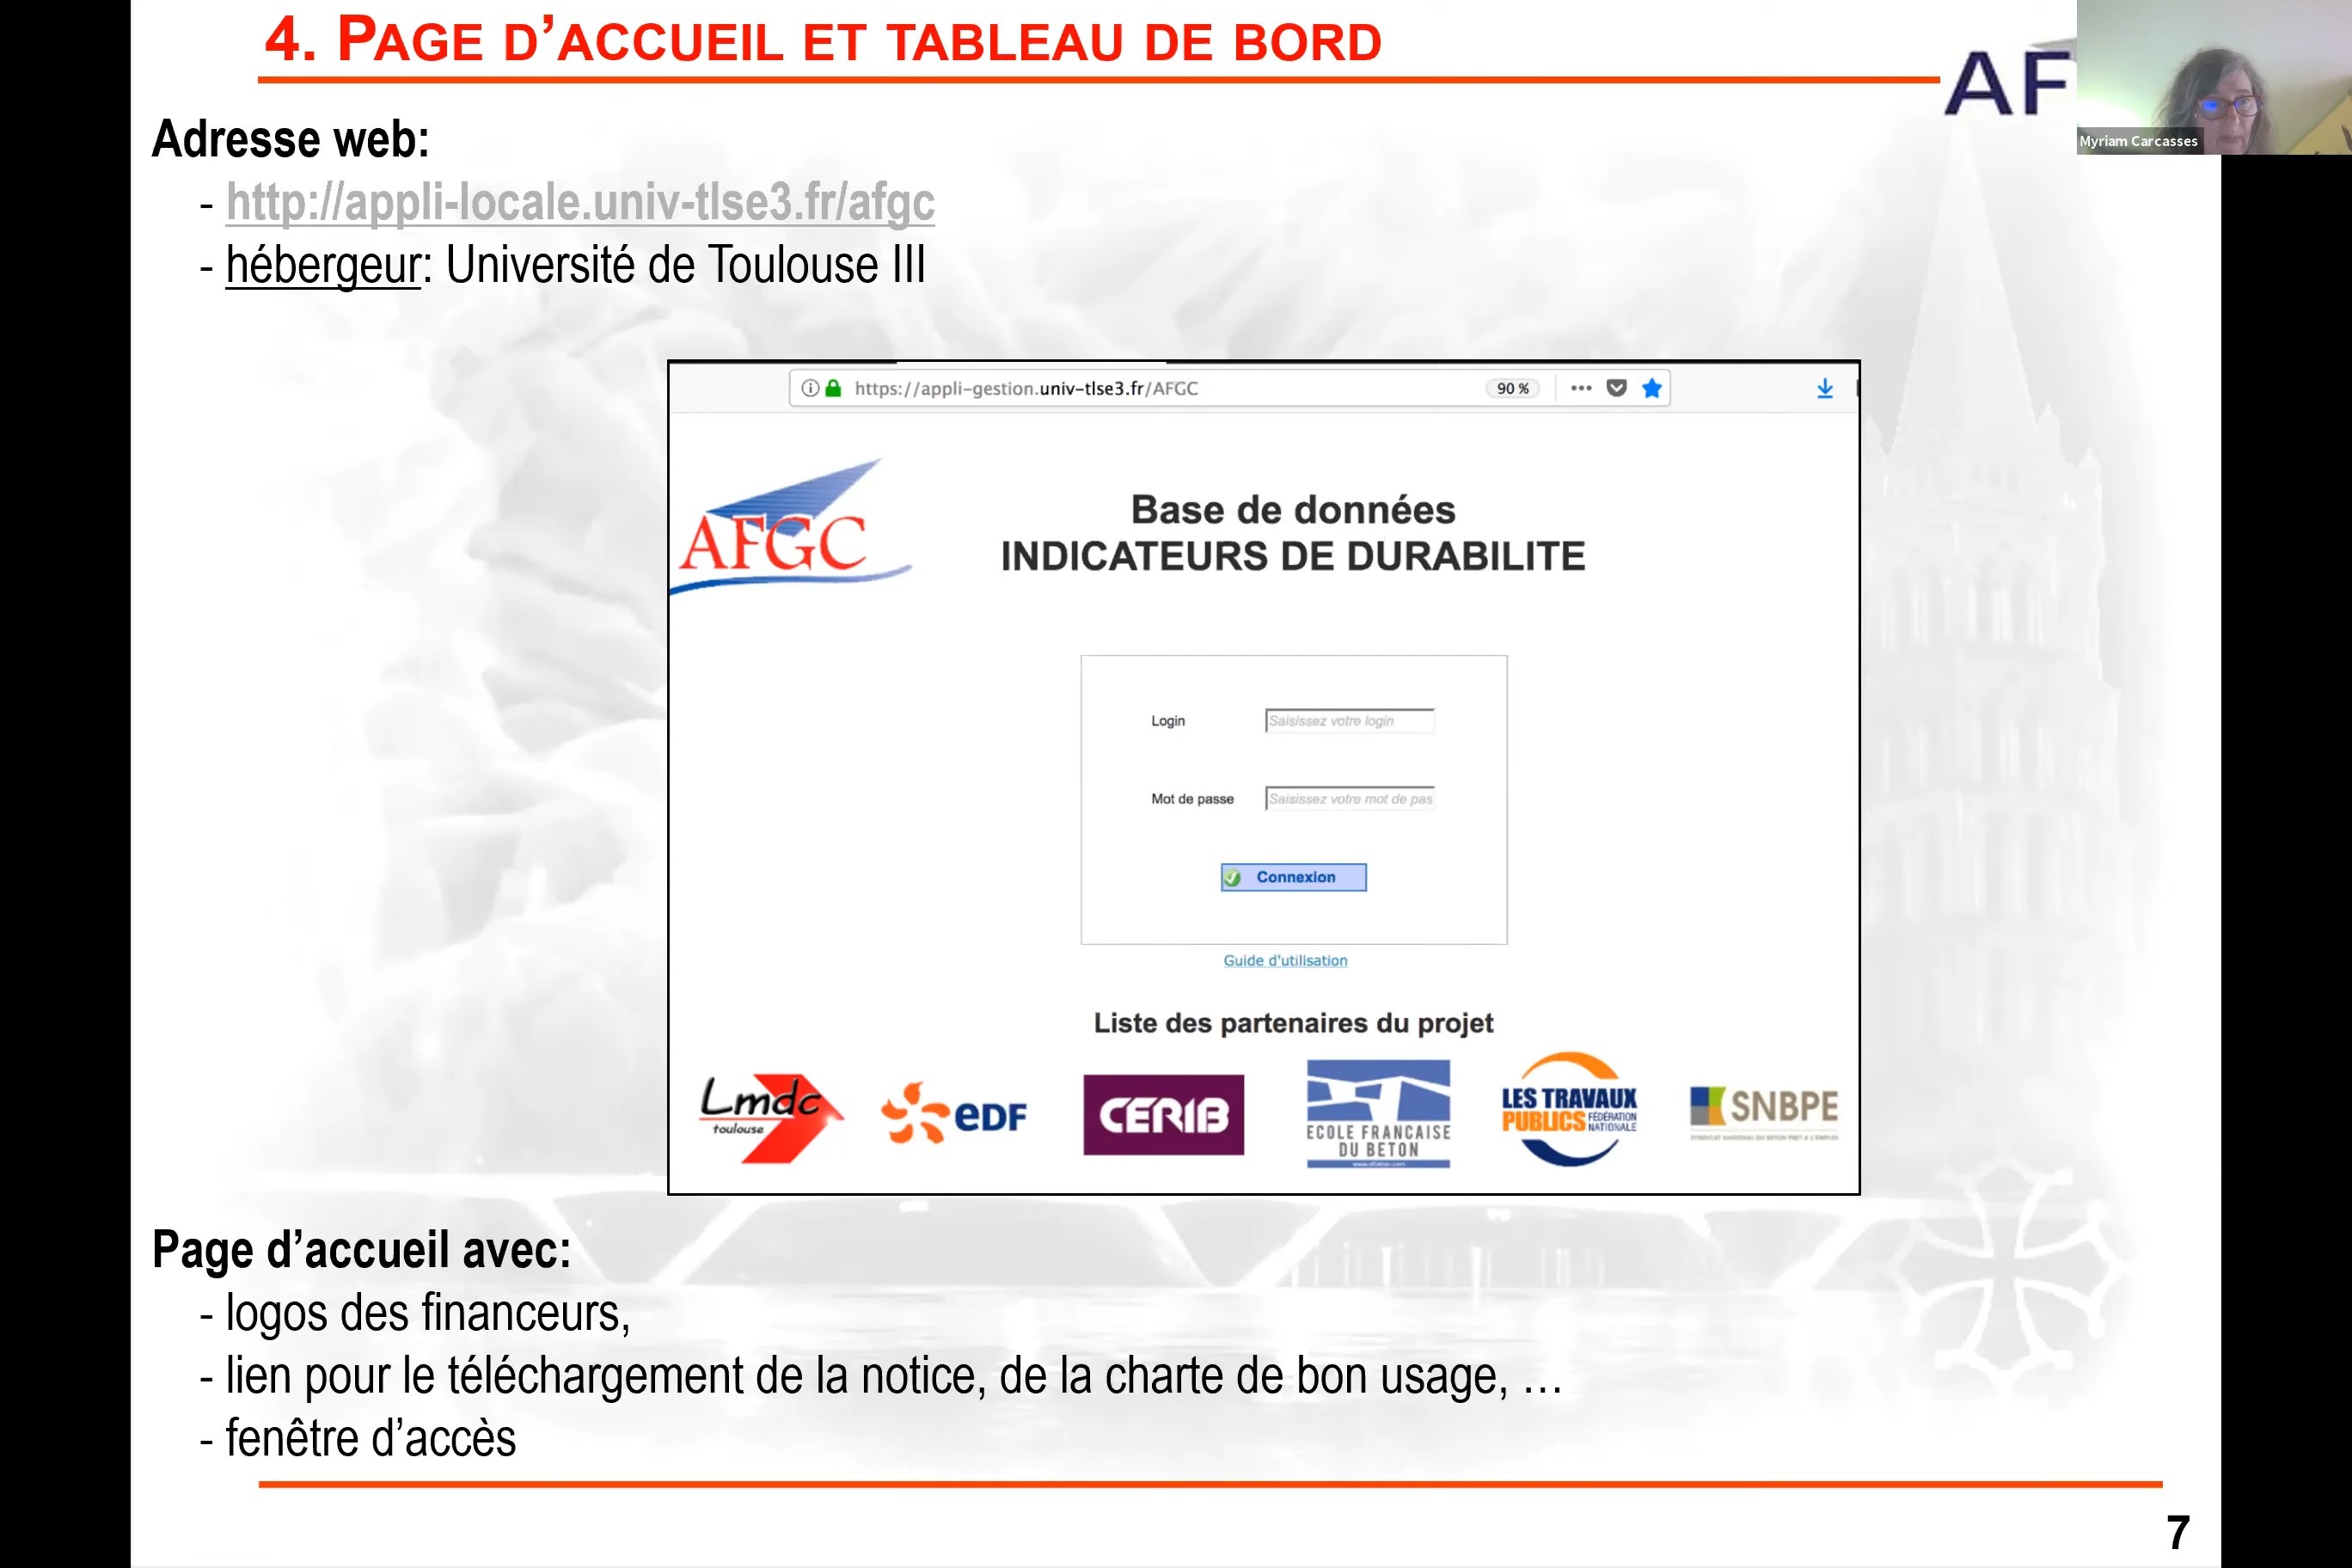 4. PAGE D’ACCUEIL ET TABLEAU DE BORD
AF
Myriam Carcasses
Adresse web:
- http://appli-locale.univ-tlse3.fr/afgc
- hébergeur: Université de Toulouse III
https://appli-gestion.univ-tlse3.fr/AFGC
90 %
AFGC
Base de données
INDICATEURS DE DURABILITE
Login
Saisissez votre login
Mot de passe
Saisissez votre mot de pas
Connexion
Guide d'utilisation
Liste des partenaires du projet
Lmdc
toulouse
eDF
CERIB
ECOLE FRANCAISE
DU BETON
LES TRAVAUX
PUBLICS FÉDÉRATION
NATIONALE
SNBPE
Page d’accueil avec:
- logos des financeurs,
- lien pour le téléchargement de la notice, de la charte de bon usage, …
- fenêtre d’accès
7